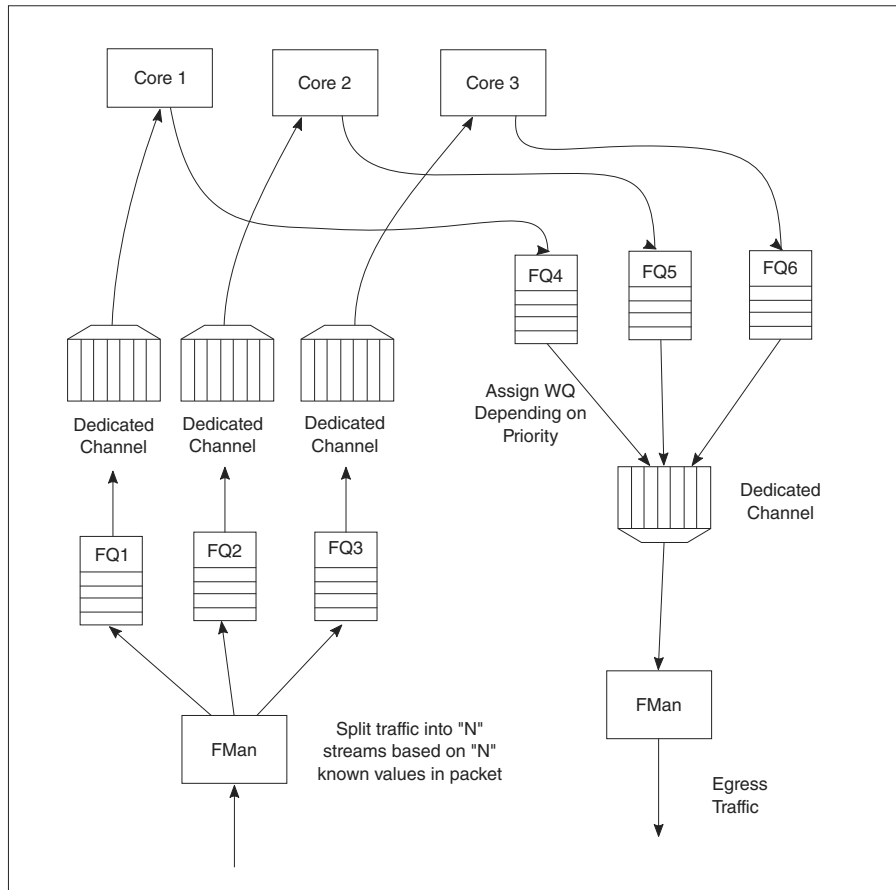 Core 1
Core 2
Core 3
FQ4
FQ5
FQ6
Assign WQ
Depending on
Priority
Dedicated
Channel
Dedicated
Channel
Dedicated
Channel
Dedicated
Channel
FQ1
FQ2
FQ3
FMan
Split traffic into "N"
streams based on "N"
known values in packet
FMan
Egress
Traffic